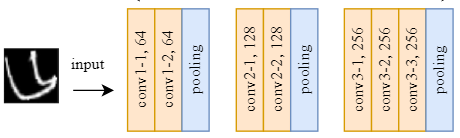 input
conv1-1, 64
conv1-2, 64
pooling
conv2-1, 128
conv2-2, 128
pooling
conv3-1, 256
conv3-2, 256
conv3-3, 256
pooling